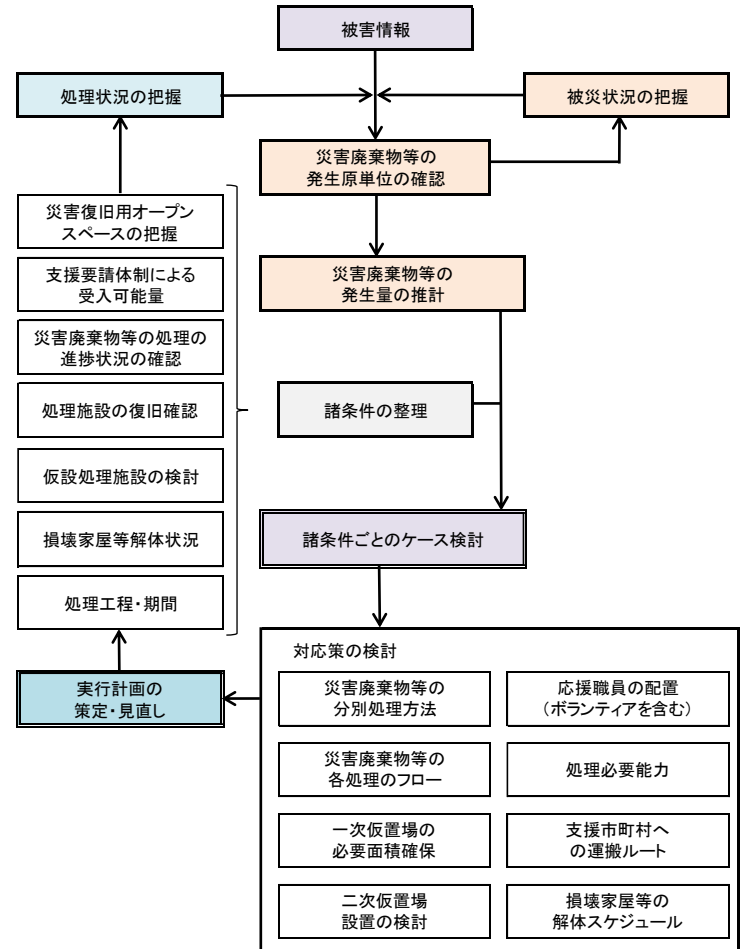 被害情報
処理状況の把握
被災状況の把握
災害廃棄物等の
発生原単位の確認
災害廃棄物等の
発生量の推計
災害復旧用オープン
スペースの把握
支援要請体制による
受入可能量
災害廃棄物等の処理の
進捗状況の確認
処理施設の復旧確認
仮設処理施設の検討
損壊家屋等解体状況
処理工程・期間
諸条件の整理
諸条件ごとのケース検討
実行計画の
策定・見直し
対応策の検討
災害廃棄物等の
分別処理方法
応援職員の配置
(ボランティアを含む)
災害廃棄物等の
各処理のフロー
処理必要能力
一次仮置場の
必要面積確保
支援市町村へ
の運搬ルート
二次仮置場
設置の検討
損壊家屋等の
解体スケジュール